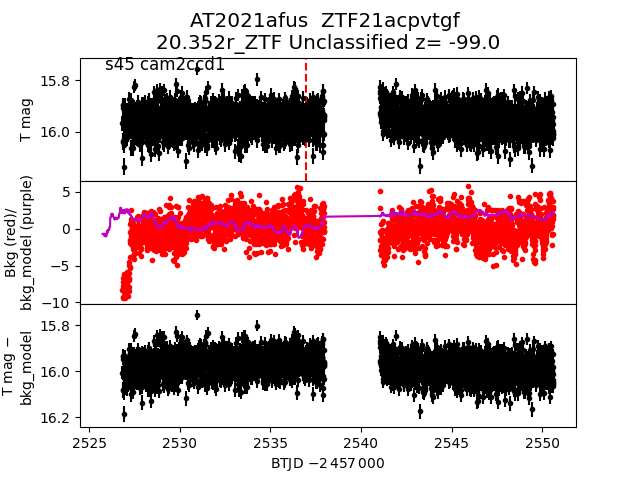 AT2021afus  ZTF21acpvtgf
20.352r_ZTF Unclassified z= -99.0
s45 cam2ccd1
15.8
16.0
T mag
5
0
−5
−10
Bkg (red)/
bkg_model (purple)
15.8
16.0
16.2
T mag −
bkg_model
2525
2530
2535
2540
2545
2550
BTJD −2 457 000